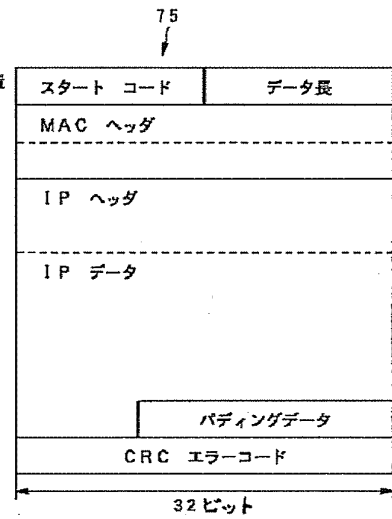 75
スタート コード データ長
MAC ヘッダ
IP ヘッダ
IP データ
パディングデータ
CRC エラーコード
32ビット